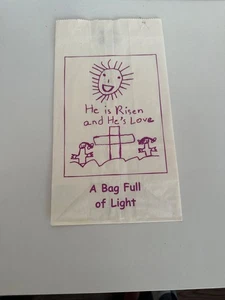 He is Risen
and He's Love
A Bag Full
of Light